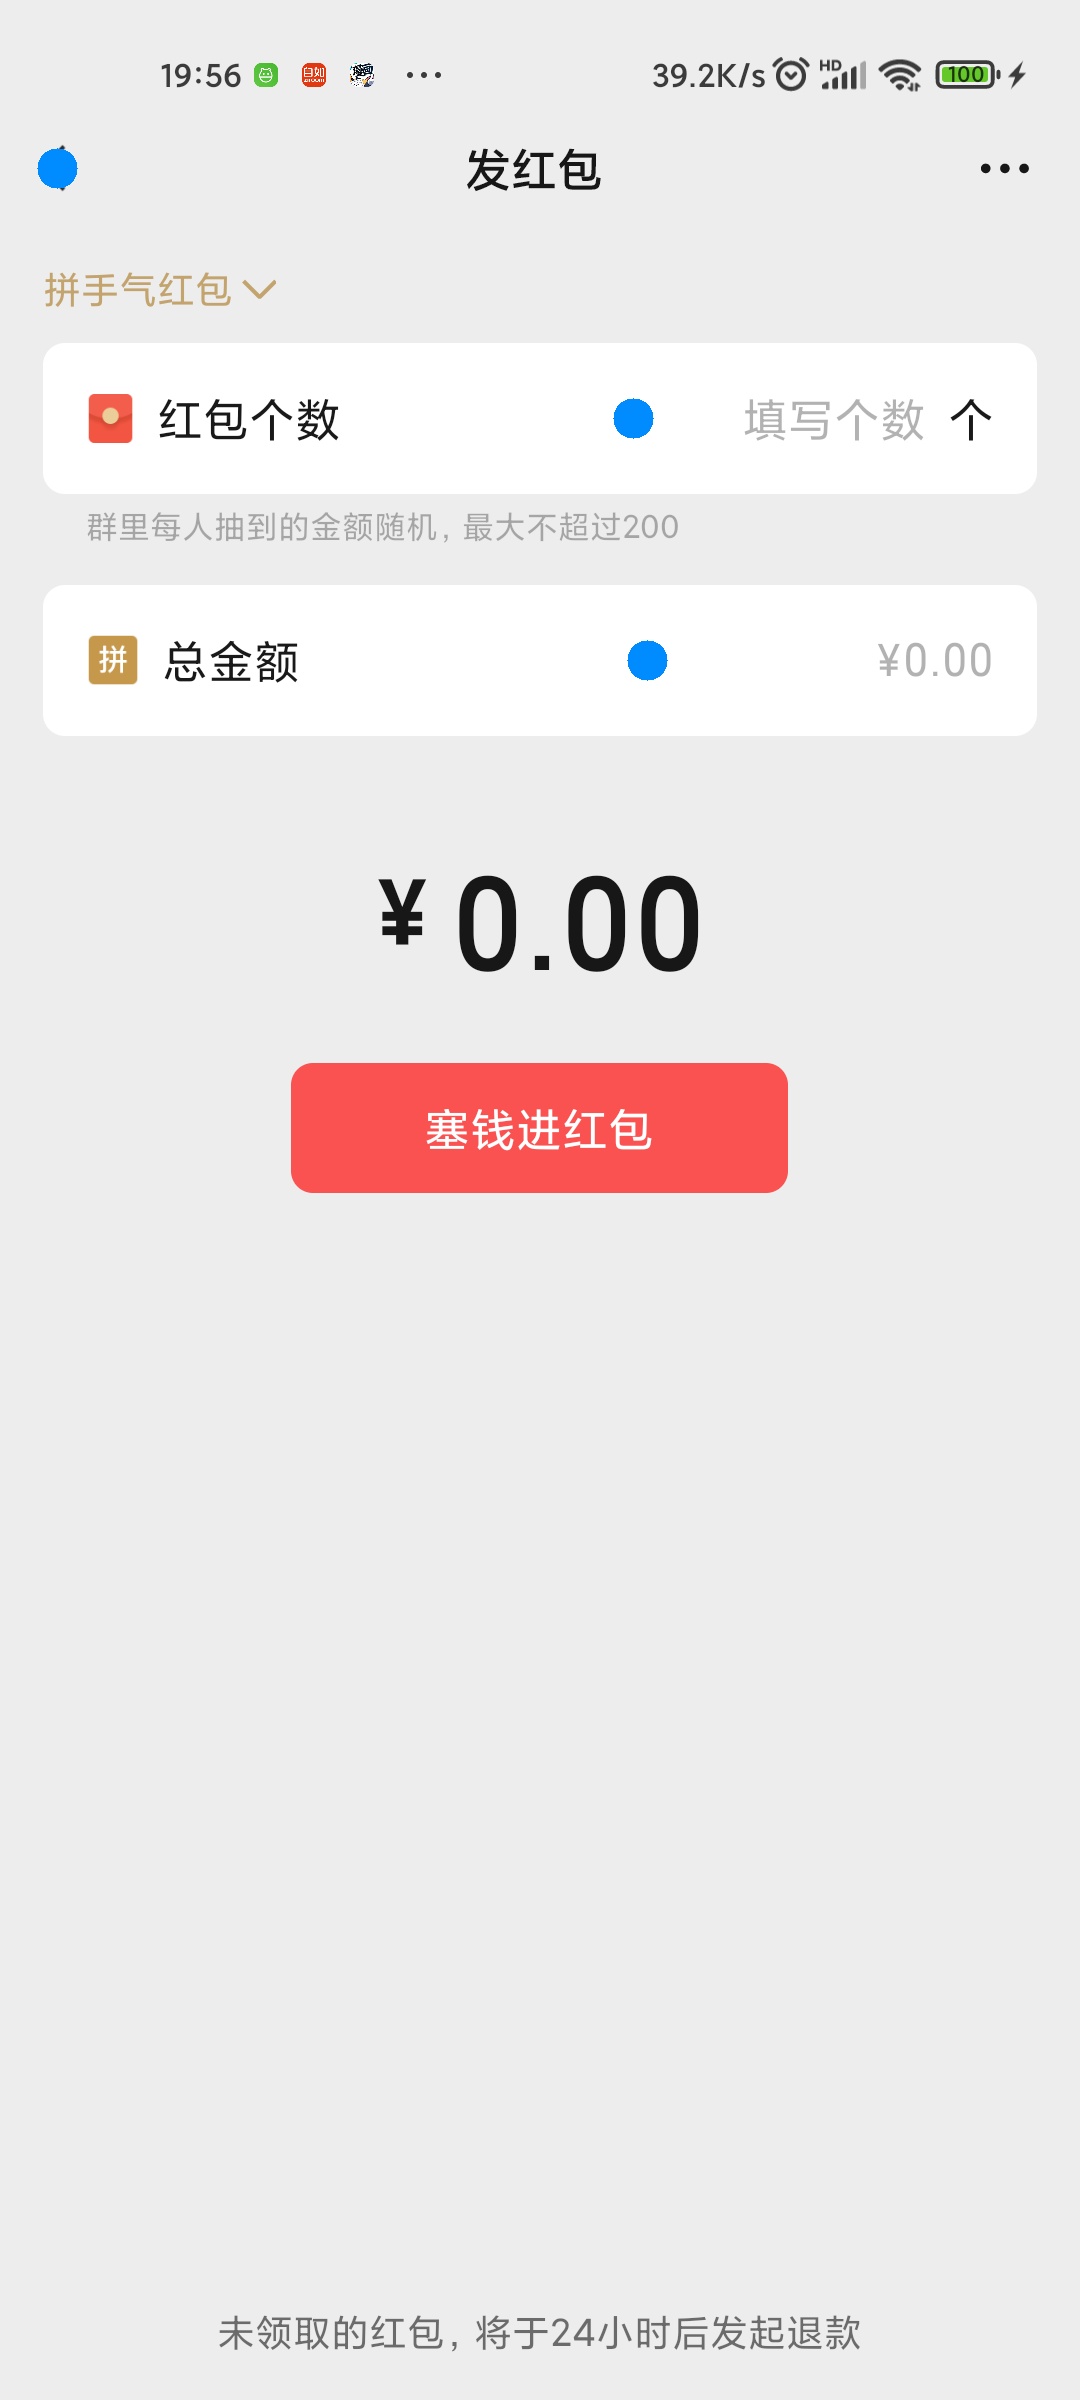 19:56 自如 39.2K/s HD 100
发红包
拼手气红包
红包个数 填写个数 个
群里每人抽到的金额随机, 最大不超过200
拼 总金额 ¥0.00
¥ 0.00
塞钱进红包
未领取的红包, 将于24小时后发起退款